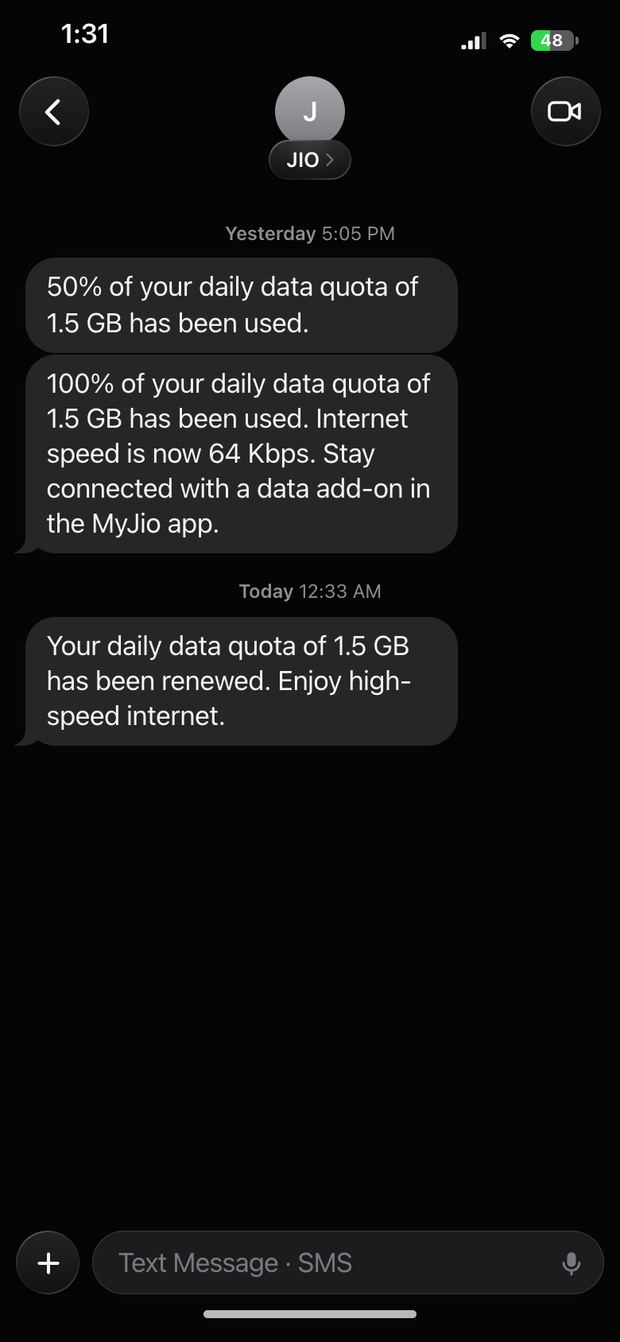 1:31
48
J
JIO
Yesterday 5:05 PM
50% of your daily data quota of
1.5 GB has been used.
100% of your daily data quota of
1.5 GB has been used. Internet
speed is now 64 Kbps. Stay
connected with a data add-on in
the MyJio app.
Today 12:33 AM
Your daily data quota of 1.5 GB
has been renewed. Enjoy high-
speed internet.
Text Message · SMS